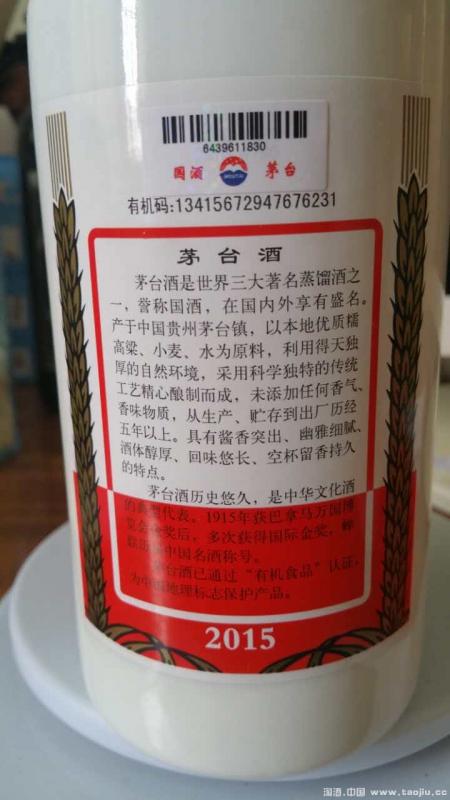 6439611830
国酒 MOUTAI 茅台
有机码:13415672947676231
茅台酒
茅台酒是世界三大著名蒸馏酒之
一，誉称国酒，在国内外享有盛名。
产于中国贵州茅台镇，以本地优质糯
高粱、小麦、水为原料，利用得天独
厚的自然环境，采用科学独特的传统
工艺精心酿制而成，未添加任何香气、
香味物质，从生产、贮存到出厂历经
五年以上。具有酱香突出、幽雅细腻、
酒体醇厚、回味悠长、空杯留香持久
的特点。
茅台酒历史悠久，是中华文化酒
的典型代表。1915年获巴拿马万国博
览会金奖后，多次获得国际金奖，蝉
联历届中国名酒称号。
茅台酒已通过“有机食品”认证，
为中国地理标志保护产品。
2015
淘酒.中国 www.taojiu.cc